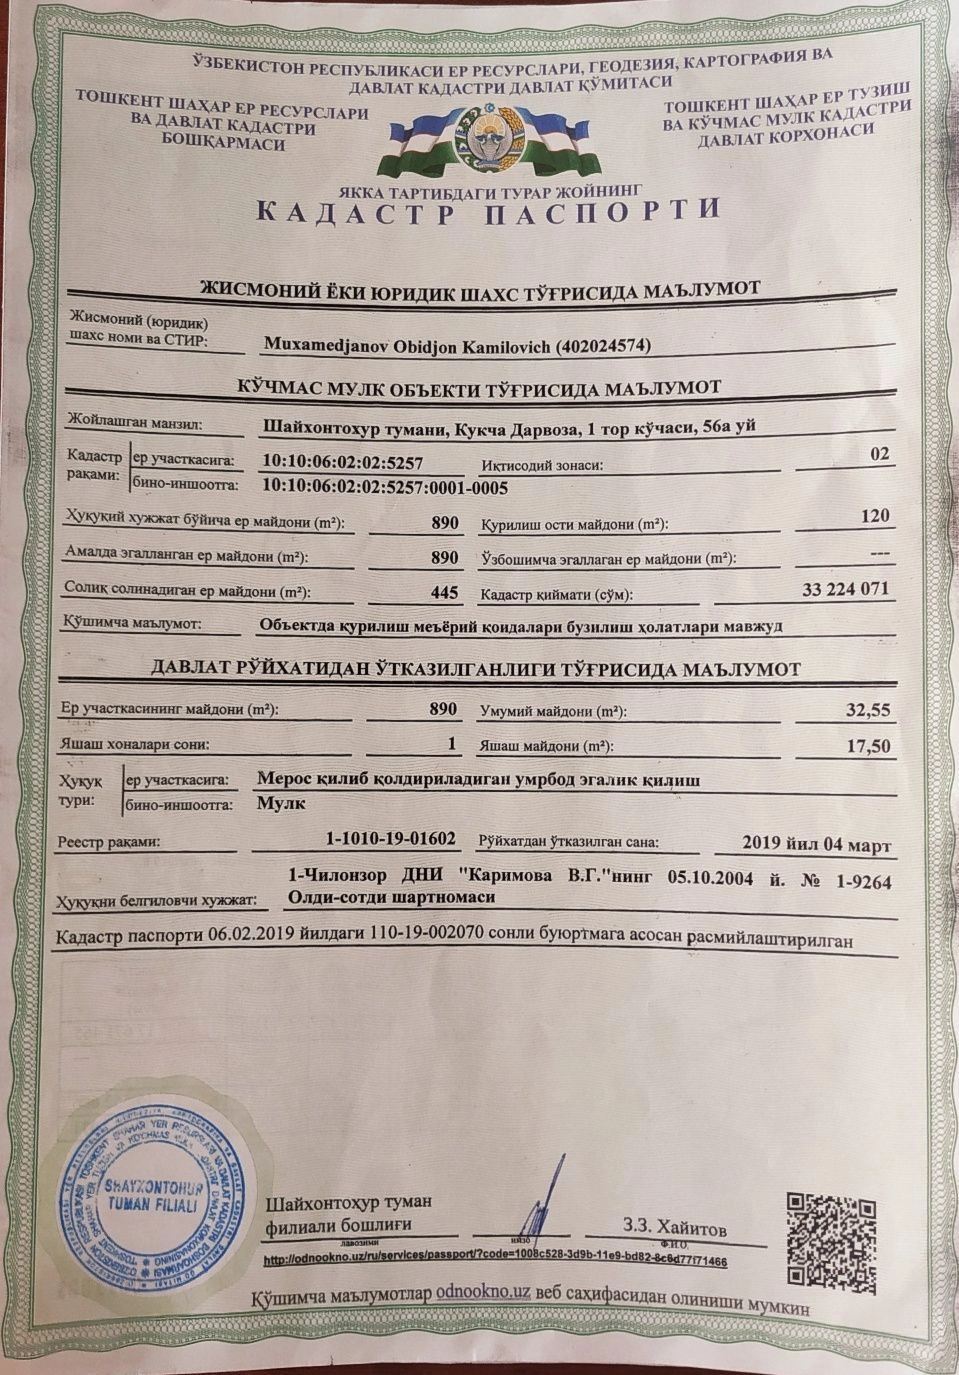 ЎЗБЕКИСТОН РЕСПУБЛИКАСИ ЕР РЕСУРСЛАРИ, ГЕОДЕЗИЯ, КАРТОГРАФИЯ ВА
ДАВЛАТ КАДАСТРИ ДАВЛАТ ҚЎМИТАСИ
ТОШКЕНТ ШАҲАР ЕР РЕСУРСЛАРИ
ВА ДАВЛАТ КАДАСТРИ
БОШҚАРМАСИ
ТОШКЕНТ ШАҲАР ЕР ТУЗИШ
ВА КЎЧМАС МУЛК КАДАСТРИ
ДАВЛАТ КОРХОНАСИ
ЯККА ТАРТИБДАГИ ТУРАР ЖОЙНИНГ
КАДАСТР ПАСПОРТИ
ЖИСМОНИЙ ЁКИ ЮРИДИК ШАХС ТЎҒРИСИДА МАЪЛУМОТ
Жисмоний (юридик)
шахс номи ва СТИР: Muxamedjanov Obidjon Kamilovich (402024574)
КЎЧМАС МУЛК ОБЪЕКТИ ТЎҒРИСИДА МАЪЛУМОТ
Жойлашган манзил: Шайхонтоҳур тумани, Кукча Дарвоза, 1 тор кўчаси, 56а уй
Кадастр рақами: ер участкасига: 10:10:06:02:02:5257 Иқтисодий зонаси: 02
бино-иншоотга: 10:10:06:02:02:5257:0001-0005
Ҳуқуқий хужжат бўйича ер майдони (m²): 890 Қурилиш ости майдони (m²): 120
Амалда эгалланган ер майдони (m²): 890 Ўзбошимча эгаллаган ер майдони (m²): ---
Солиқ солинадиган ер майдони (m²): 445 Кадастр қиймати (сўм): 33 224 071
Қўшимча маълумот: Объектда қурилиш меъёрий қоидалари бузилиш ҳолатлари мавжуд
ДАВЛАТ РЎЙХАТИДАН ЎТКАЗИЛГАНЛИГИ ТЎҒРИСИДА МАЪЛУМОТ
Ер участкасининг майдони (m²): 890 Умумий майдони (m²): 32,55
Яшаш хоналари сони: 1 Яшаш майдони (m²): 17,50
Ҳуқуқ тури: ер участкасига: Мерос қилиб қолдириладиган умрбод эгалик қилиш
бино-иншоотга: Мулк
Реестр рақами: 1-1010-19-01602 Рўйхатдан ўтказилган сана: 2019 йил 04 март
1-Чилонзор ДНИ "Каримова В.Г."нинг 05.10.2004 й. № 1-9264
Ҳуқуқни белгиловчи хужжат: Олди-сотди шартномаси
Кадастр паспорти 06.02.2019 йилдаги 110-19-002070 сонли буюртмага асосан расмийлаштирилган
SHAYXONTOHUR
TUMAN FILIALI
Шайхонтоҳур туман
филиали бошлиғи
лавозими
имзо
З.З. Хайитов
Ф.И.О.
http://odnookno.uz/ru/services/passport/?code=1008c528-3d9b-11e9-bd82-8c6d77f71466
Қўшимча маълумотлар odnookno.uz веб саҳифасидан олиниши мумкин